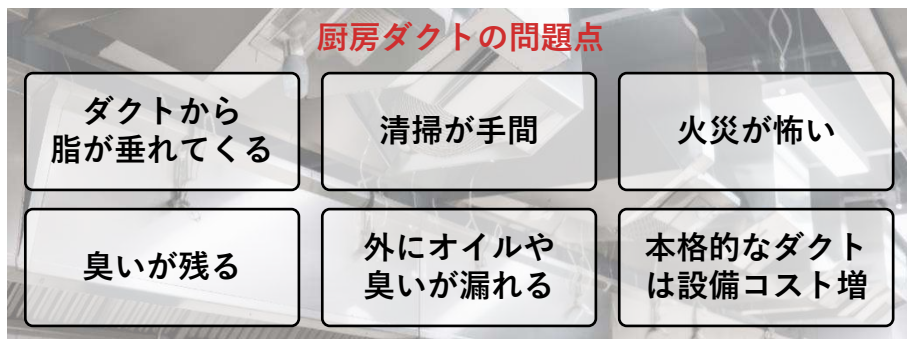 厨房ダクトの問題点
ダクトから
脂が垂れてくる
清掃が手間
火災が怖い
臭いが残る
外にオイルや
臭いが漏れる
本格的なダクト
は設備コスト増